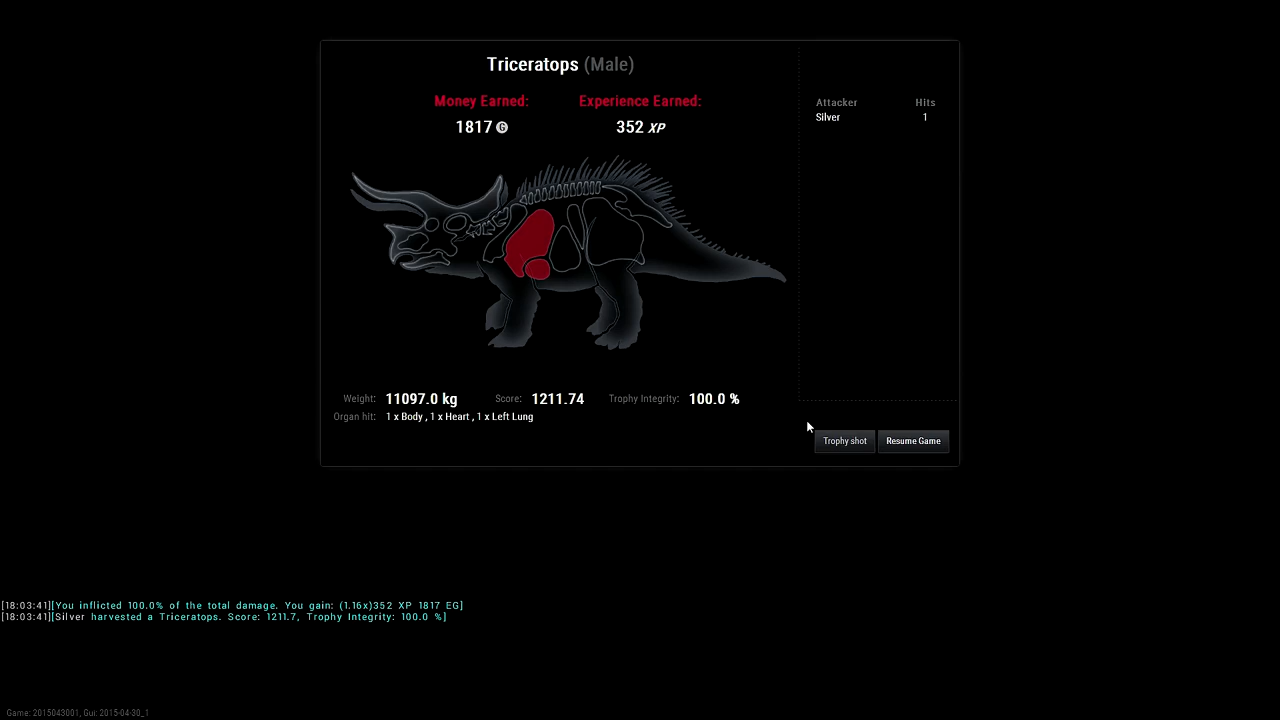 Triceratops (Male)
Money Earned: Experience Earned:
1817 G 352 XP
Attacker Hits
Silver 1
Weight: 11097.0 kg Score: 1211.74 Trophy Integrity: 100.0 %
Organ hit: 1 x Body , 1 x Heart , 1 x Left Lung
Trophy shot Resume Game
[18:03:41][You inflicted 100.0% of the total damage. You gain: (1.16x)352 XP 1817 EG]
[18:03:41][Silver harvested a Triceratops. Score: 1211.7, Trophy Integrity: 100.0 %]
Game: 2015043001, Gui: 2015-04-30_1